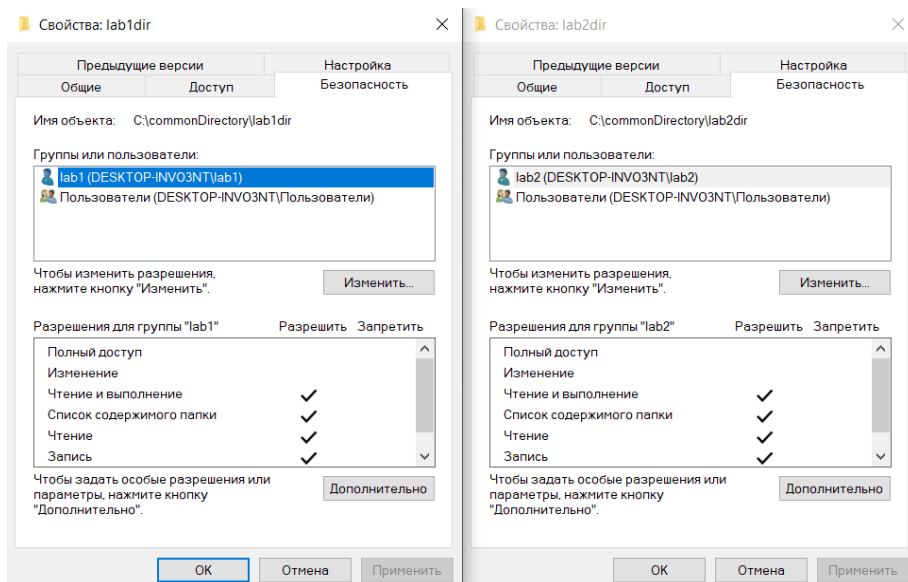 Свойства: lab1dir
Предыдущие версии
Настройка
Общие
Доступ
Безопасность
Имя объекта: C:\commonDirectory\lab1dir
Группы или пользователи:
lab1 (DESKTOP-INVO3NT\lab1)
Пользователи (DESKTOP-INVO3NT\Пользователи)
Чтобы изменить разрешения,
нажмите кнопку "Изменить".
Изменить...
Разрешения для группы "lab1"
Разрешить
Запретить
Полный доступ
Изменение
Чтение и выполнение
Список содержимого папки
Чтение
Запись
Чтобы задать особые разрешения или
параметры, нажмите кнопку
"Дополнительно".
Дополнительно
OK
Отмена
Применить
Свойства: lab2dir
Предыдущие версии
Настройка
Общие
Доступ
Безопасность
Имя объекта: C:\commonDirectory\lab2dir
Группы или пользователи:
lab2 (DESKTOP-INVO3NT\lab2)
Пользователи (DESKTOP-INVO3NT\Пользователи)
Чтобы изменить разрешения,
нажмите кнопку "Изменить".
Изменить...
Разрешения для группы "lab2"
Разрешить
Запретить
Полный доступ
Изменение
Чтение и выполнение
Список содержимого папки
Чтение
Запись
Чтобы задать особые разрешения или
параметры, нажмите кнопку
"Дополнительно".
Дополнительно
OK
Отмена
Применить